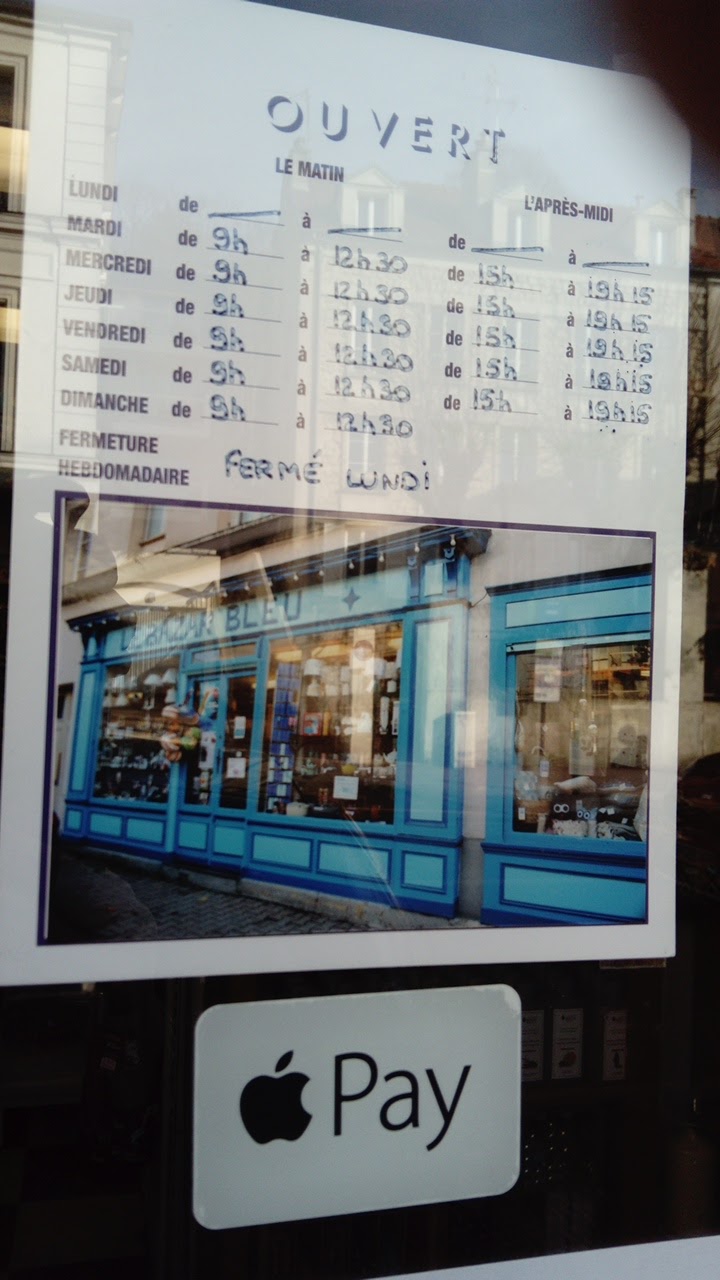 OUVERT
LE MATIN
L'APRÈS-MIDI
LUNDI de à de à
MARDI de 9h à 12h30 de 15h à 19h15
MERCREDI de 9h à 12h30 de 15h à 19h15
JEUDI de 9h à 12h30 de 15h à 19h15
VENDREDI de 9h à 12h30 de 15h à 19h15
SAMEDI de 9h à 12h30 de 15h à 19h15
DIMANCHE de 9h à 12h30
FERMETURE
HEBDOMADAIRE FERMÉ LUNDI
LE BAZAR BLEU
Pay